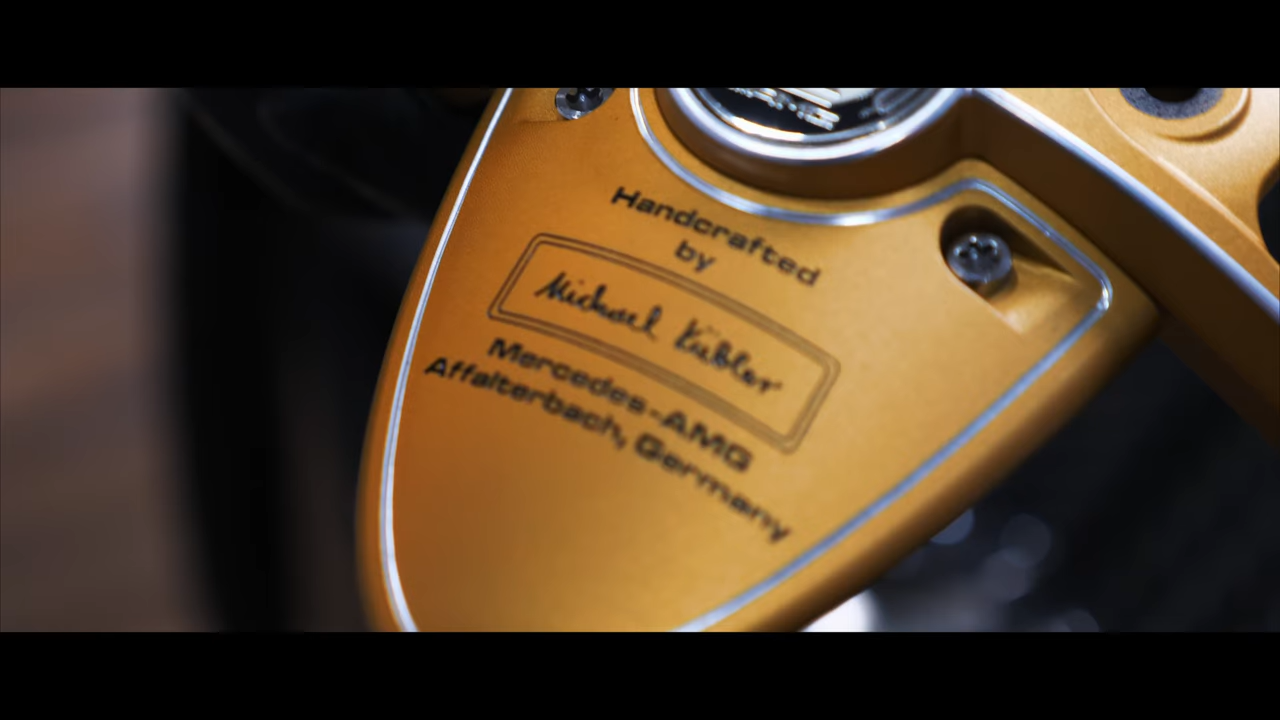 Handcrafted
by
Michael Kübler
Mercedes-AMG
Affalterbach, Germany